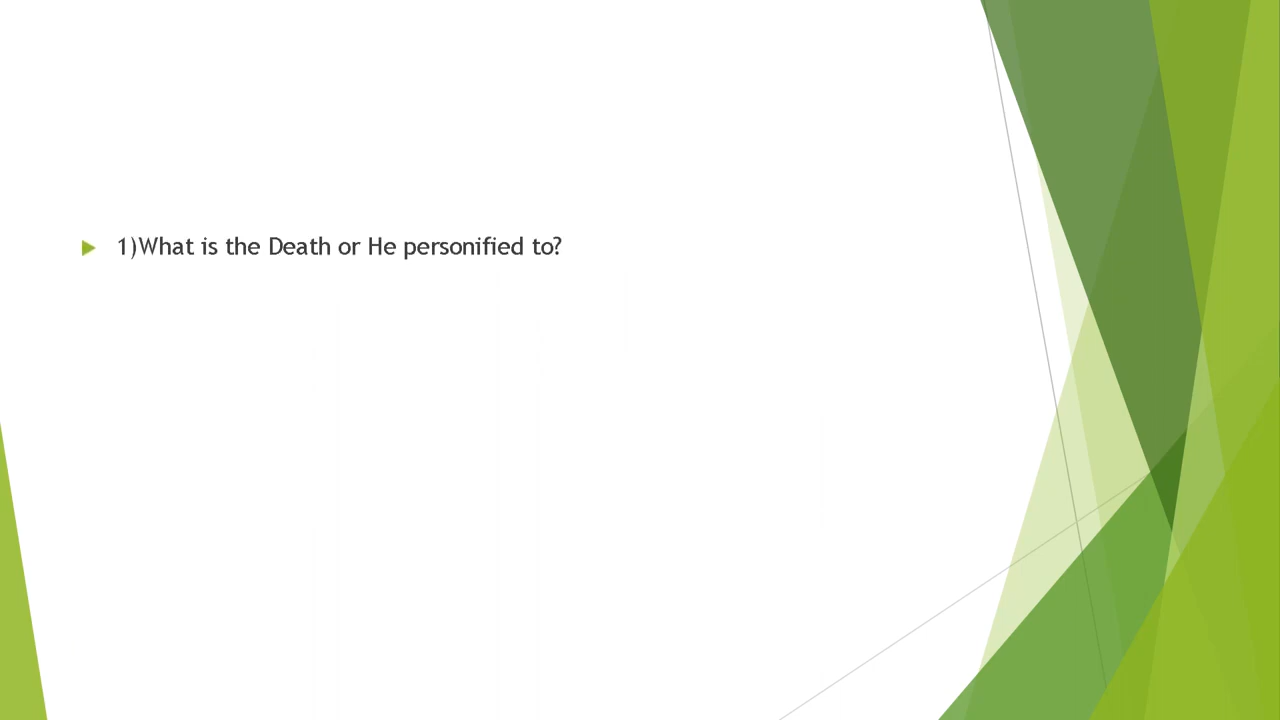 1)What is the Death or He personified to?